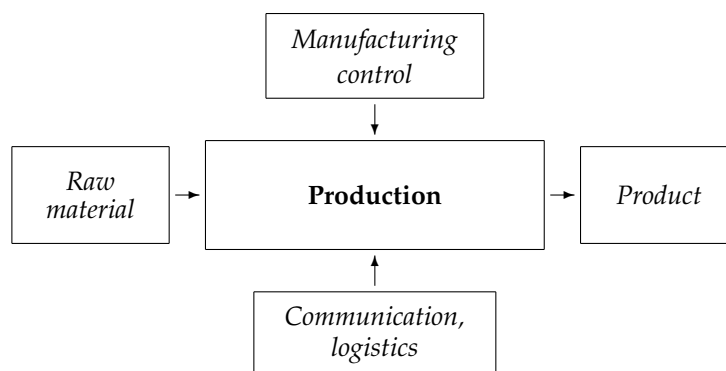 Manufacturing
control
Raw
material
Production
Product
Communication,
logistics